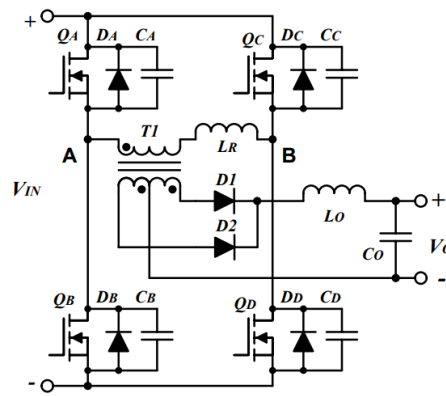 +
QA DA CA QC DC CC
T1
A LR B
VIN
D1
+
D2 LO
CO VO
-
QB DB CB QD DD CD
-